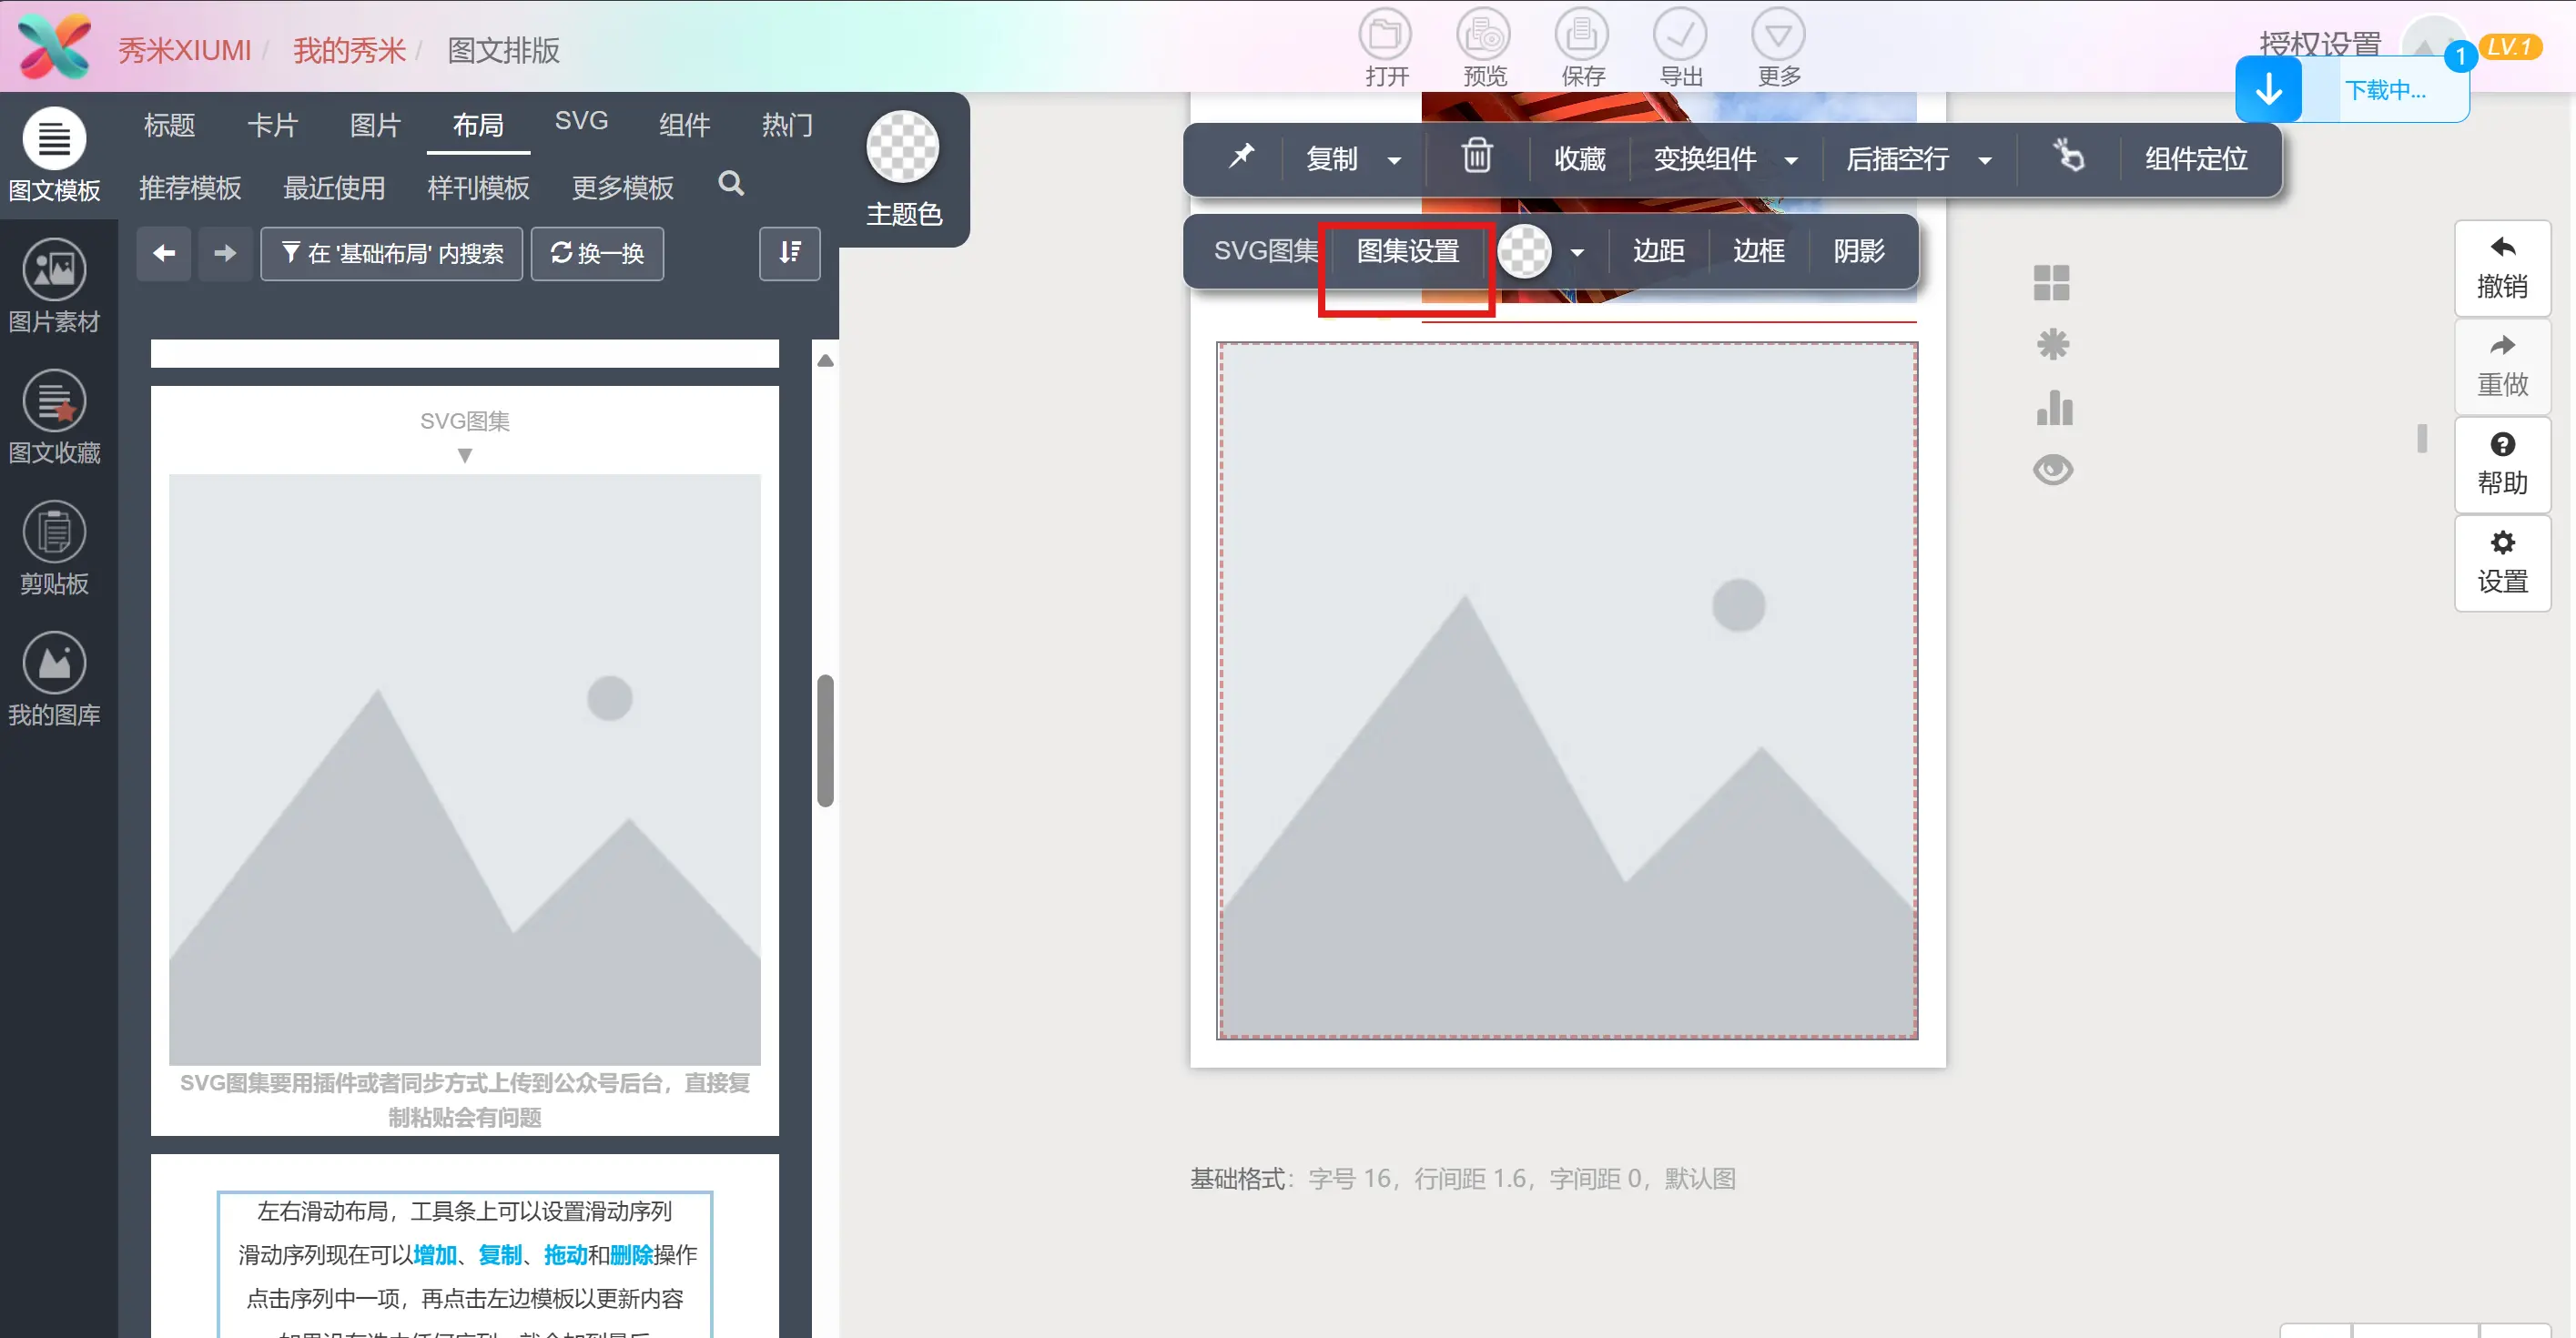 秀米XIUMI / 我的秀米 / 图文排版
打开 预览 保存 导出 更多
授权设置 LV.1
1
下载中...
图文模板
图片素材
图文收藏
剪贴板
我的图库
标题 卡片 图片 布局 SVG 组件 热门
推荐模板 最近使用 样刊模板 更多模板
主题色
在 '基础布局' 内搜索 换一换
复制 收藏 变换组件 后插空行 组件定位
SVG图集 图集设置 边距 边框 阴影
撤销
重做
帮助
设置
SVG图集
▼
SVG图集要用插件或者同步方式上传到公众号后台，直接复
制粘贴会有问题
左右滑动布局，工具条上可以设置滑动序列
滑动序列现在可以增加、复制、拖动和删除操作
点击序列中一项，再点击左边模板以更新内容
基础格式：字号 16，行间距 1.6，字间距 0，默认图